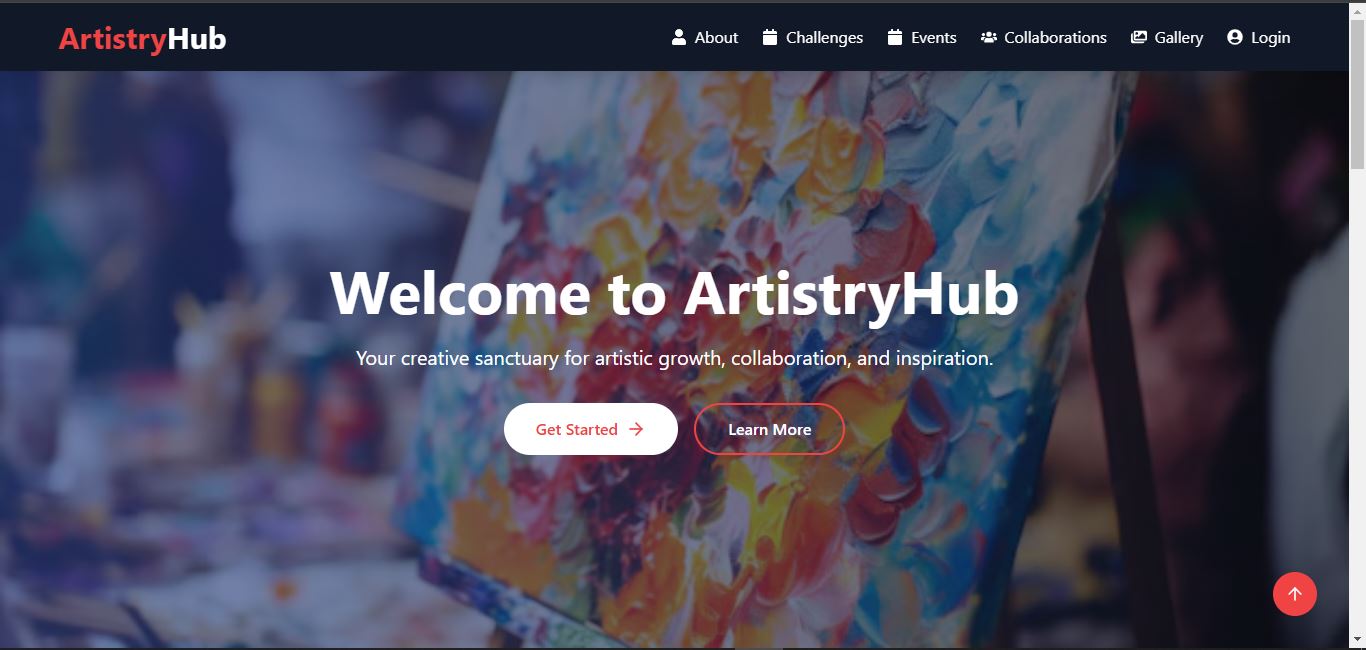 ArtistryHub
About Challenges Events Collaborations Gallery Login
Welcome to ArtistryHub
Your creative sanctuary for artistic growth, collaboration, and inspiration.
Get Started
Learn More